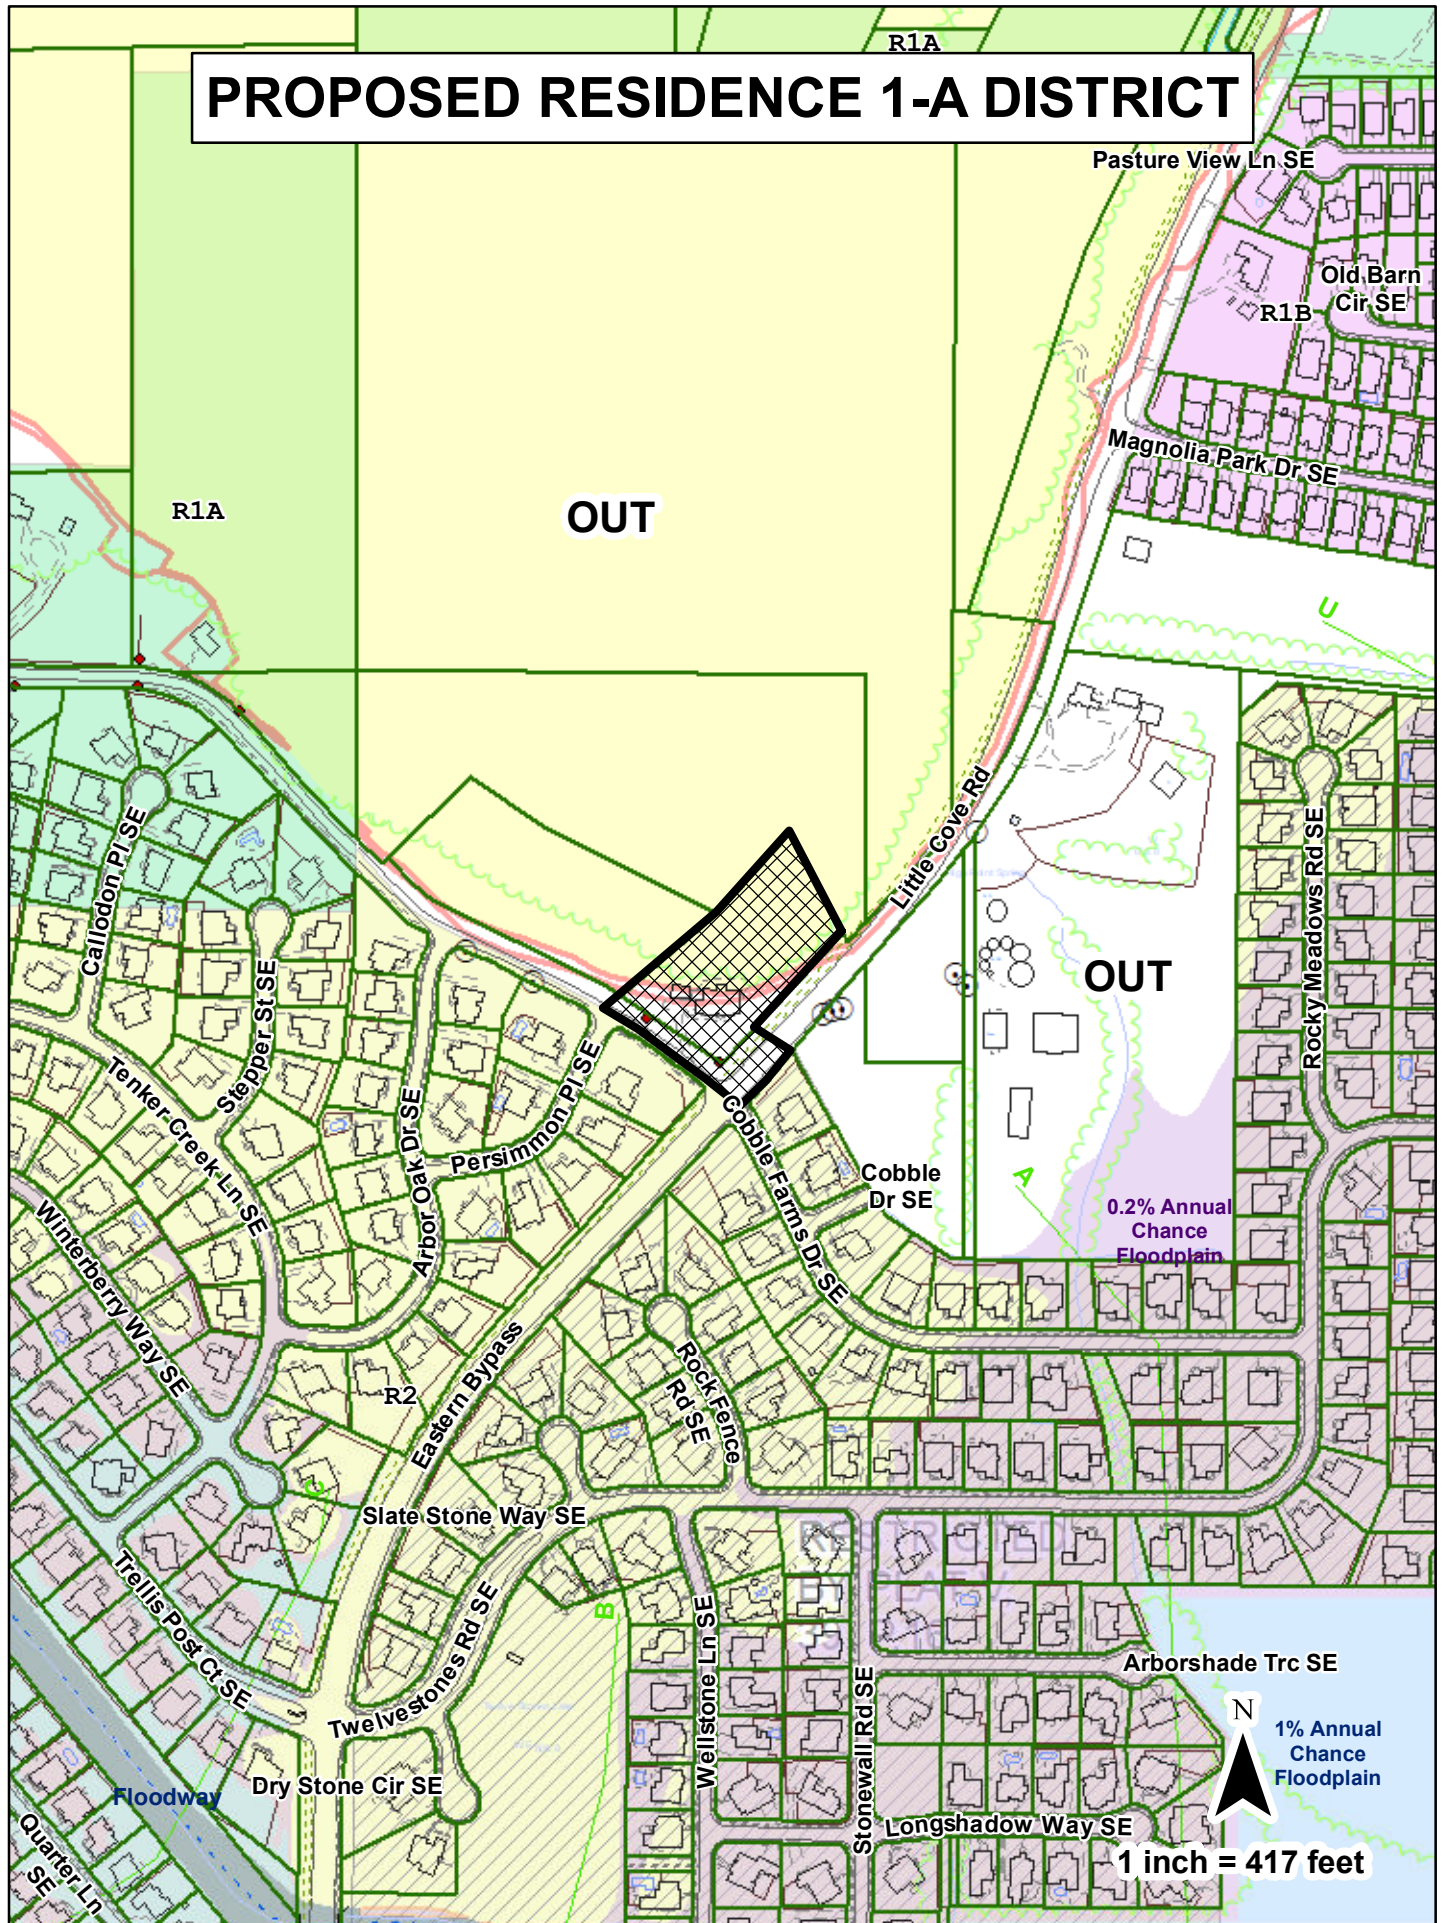 R1A
PROPOSED RESIDENCE 1-A DISTRICT
Pasture View Ln SE
Old Barn
Cir SE
R1B
Magnolia Park Dr SE
R1A
OUT
U
Little Cove Rd
Callodon Pl SE
Stepper St SE
Rocky Meadows Rd SE
OUT
Tenker Creek Ln SE
Arbor Oak Dr SE
Persimmon Pl SE
Cobble Farms Dr SE
Cobble
Dr SE
A
0.2% Annual
Chance
Floodplain
Winterberry Way SE
Eastern Bypass
Rock Fence
Rd SE
R2
C
Slate Stone Way SE
RESTRICTED
Trellis Post Ct SE
Twelvestones Rd SE
B
Wellstone Ln SE
Stonewall Rd SE
Arborshade Trc SE
N
1% Annual
Chance
Floodplain
Floodway
Dry Stone Cir SE
Quarter Ln
SE
Longshadow Way SE
1 inch = 417 feet